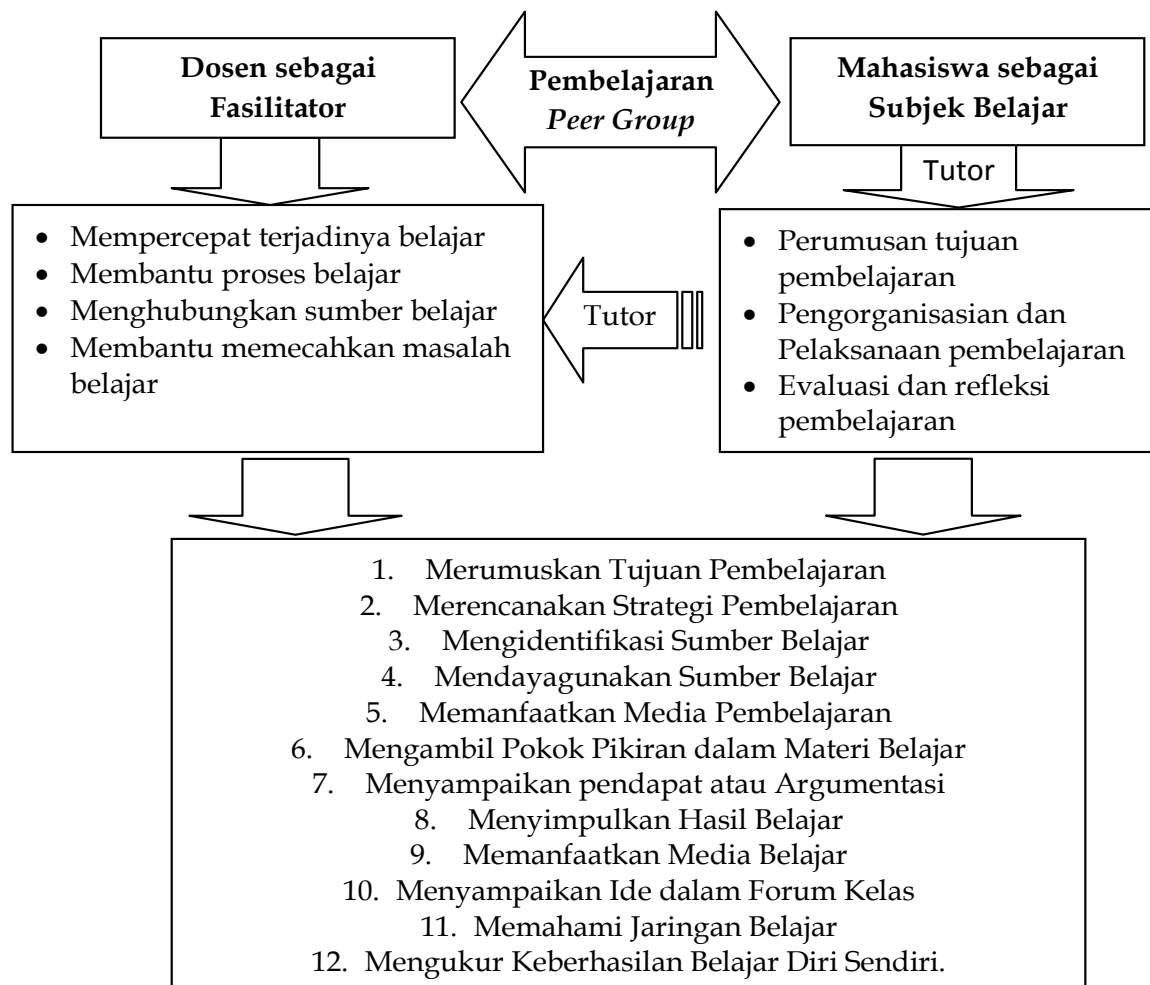 Dosen sebagai
Fasilitator
Pembelajaran
Peer Group
Mahasiswa sebagai
Subjek Belajar
Tutor
• Mempercepat terjadinya belajar
• Membantu proses belajar
• Menghubungkan sumber belajar
• Membantu memecahkan masalah
belajar
Tutor
• Perumusan tujuan
pembelajaran
• Pengorganisasian dan
Pelaksanaan pembelajaran
• Evaluasi dan refleksi
pembelajaran
1. Merumuskan Tujuan Pembelajaran
2. Merencanakan Strategi Pembelajaran
3. Mengidentifikasi Sumber Belajar
4. Mendayagunakan Sumber Belajar
5. Memanfaatkan Media Pembelajaran
6. Mengambil Pokok Pikiran dalam Materi Belajar
7. Menyampaikan pendapat atau Argumentasi
8. Menyimpulkan Hasil Belajar
9. Memanfaatkan Media Belajar
10. Menyampaikan Ide dalam Forum Kelas
11. Memahami Jaringan Belajar
12. Mengukur Keberhasilan Belajar Diri Sendiri.